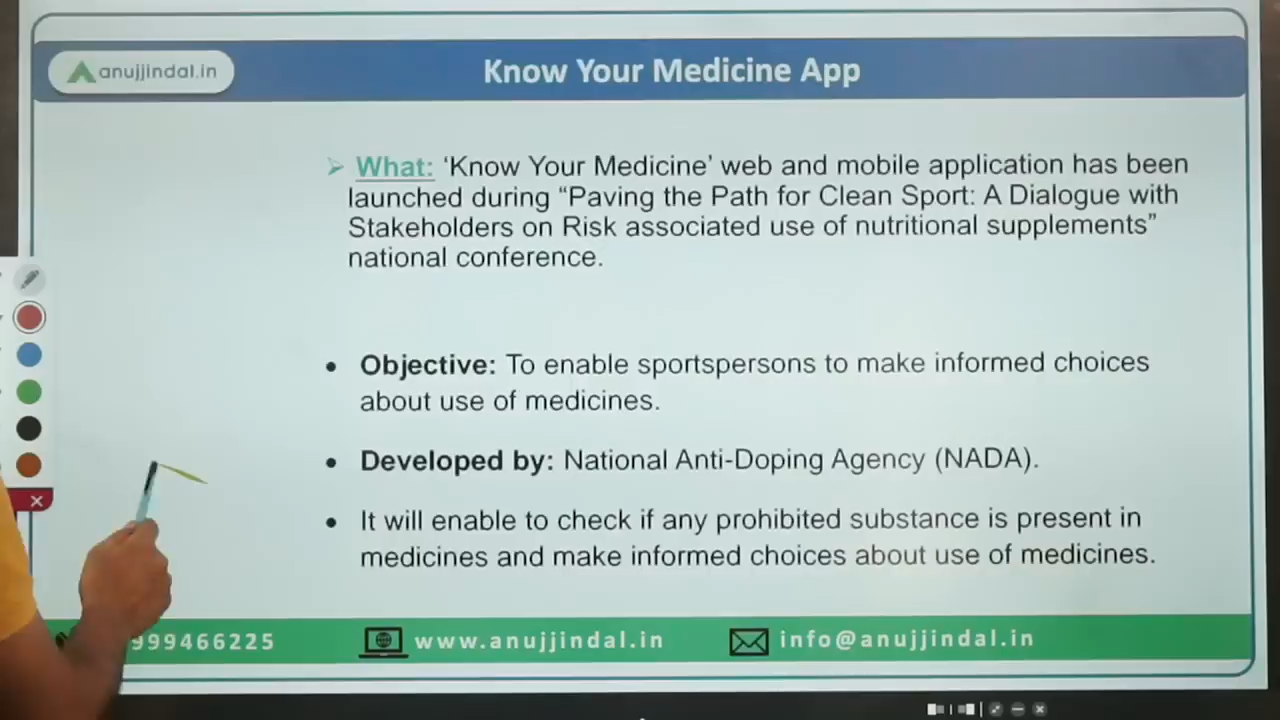 anujjindal.in
Know Your Medicine App
What: ‘Know Your Medicine’ web and mobile application has been
launched during “Paving the Path for Clean Sport: A Dialogue with
Stakeholders on Risk associated use of nutritional supplements”
national conference.
Objective: To enable sportspersons to make informed choices
about use of medicines.
Developed by: National Anti-Doping Agency (NADA).
It will enable to check if any prohibited substance is present in
medicines and make informed choices about use of medicines.
999466225 www.anujjindal.in info@anujjindal.in